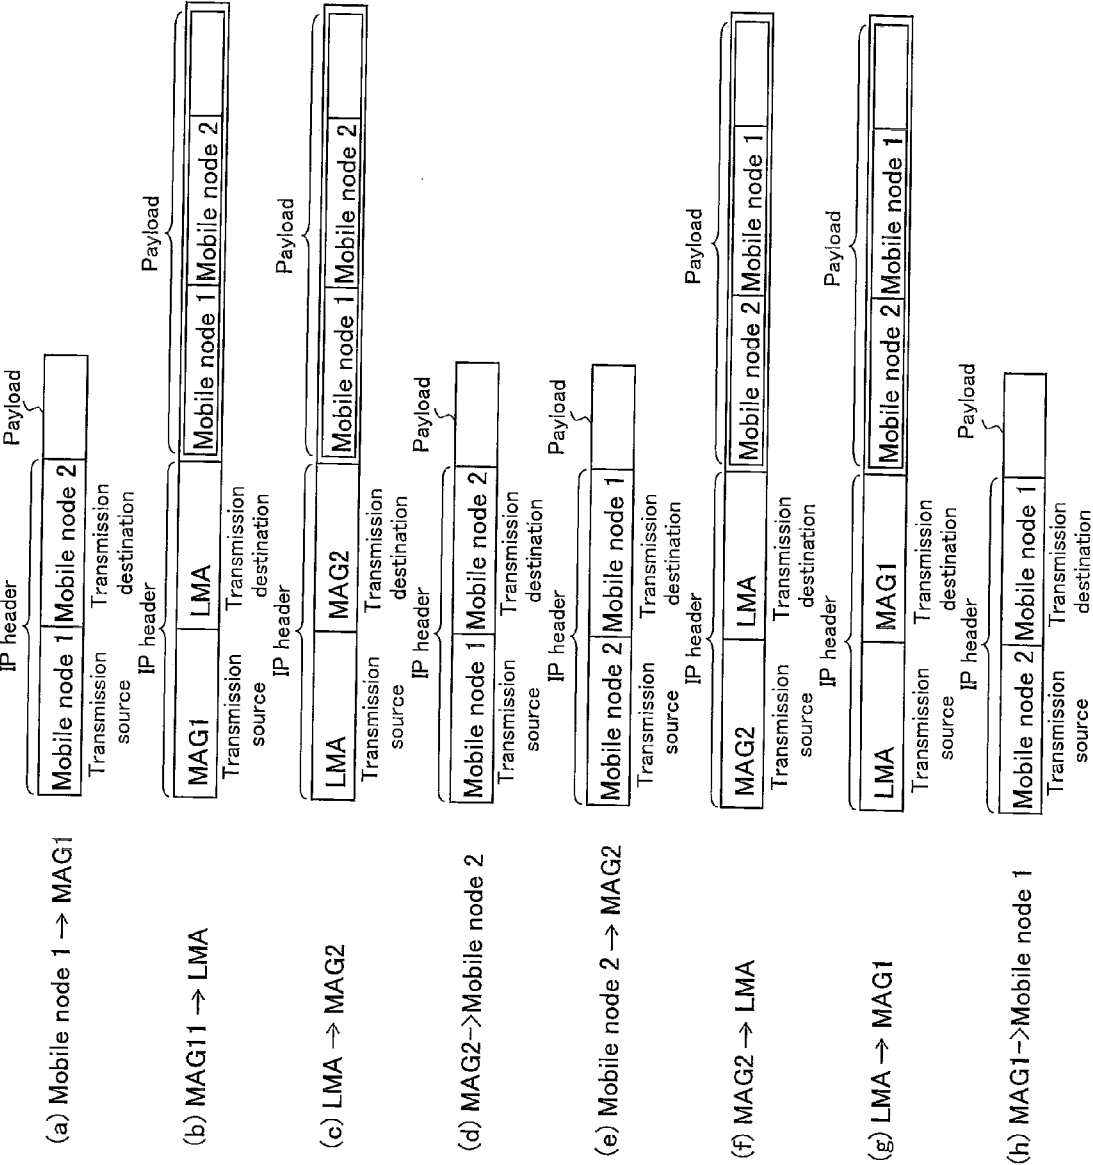 (a) Mobile node 1 → MAG1
IP header
Payload
Mobile node 1 Mobile node 2
Transmission source
Transmission destination
(b) MAG11 → LMA
IP header
Payload
MAG1 LMA Mobile node 1 Mobile node 2
Transmission source
Transmission destination
(c) LMA → MAG2
IP header
Payload
LMA MAG2 Mobile node 1 Mobile node 2
Transmission source
Transmission destination
(d) MAG2->Mobile node 2
IP header
Payload
Mobile node 1 Mobile node 2
Transmission source
Transmission destination
(e) Mobile node 2 → MAG2
IP header
Payload
Mobile node 2 Mobile node 1
Transmission source
Transmission destination
(f) MAG2 → LMA
IP header
Payload
MAG2 LMA Mobile node 2 Mobile node 1
Transmission source
Transmission destination
(g) LMA → MAG1
IP header
Payload
LMA MAG1 Mobile node 2 Mobile node 1
Transmission source
Transmission destination
(h) MAG1->Mobile node 1
IP header
Payload
Mobile node 2 Mobile node 1
Transmission source
Transmission destination